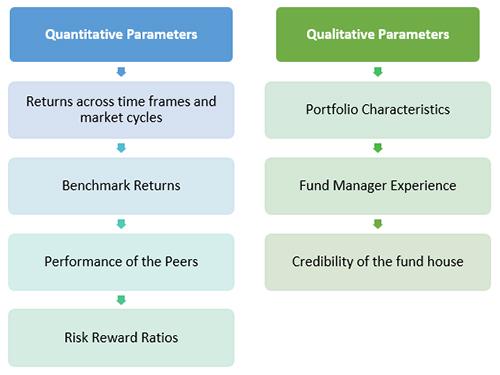 Quantitative Parameters
Returns across time frames and
market cycles
Benchmark Returns
Performance of the Peers
Risk Reward Ratios
Qualitative Parameters
Portfolio Characteristics
Fund Manager Experience
Credibility of the fund house